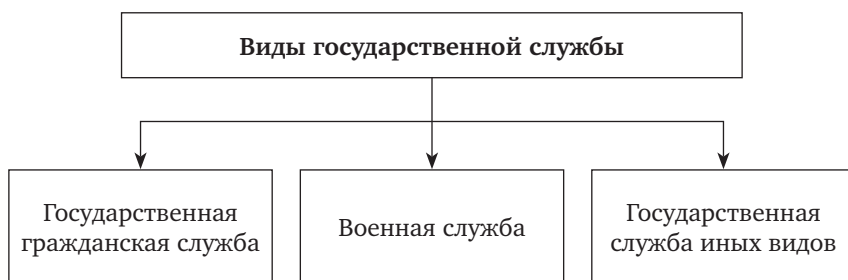 Виды государственной службы
Государственная
гражданская служба
Военная служба
Государственная
служба иных видов